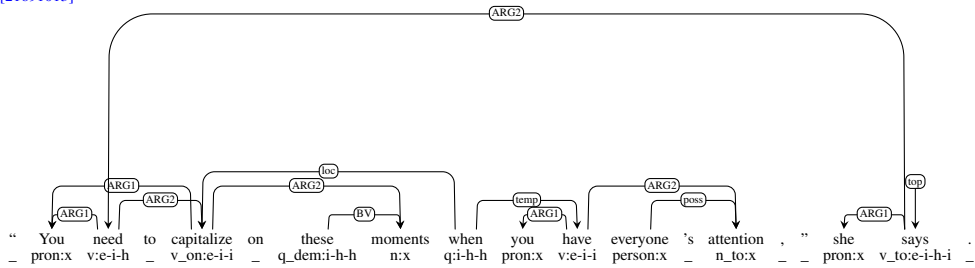 ARG2
loc top
ARG1 ARG2 ARG2
ARG2 temp poss
ARG1 BV ARG1 ARG1
“ You need to capitalize on these moments when you have everyone 's attention , ” she says .
_ pron:x v:e-i-h _ v_on:e-i-i _ q_dem:i-h-h n:x q:i-h-h pron:x v:e-i-i person:x _ n_to:x _ _ pron:x v_to:e-i-h-i _